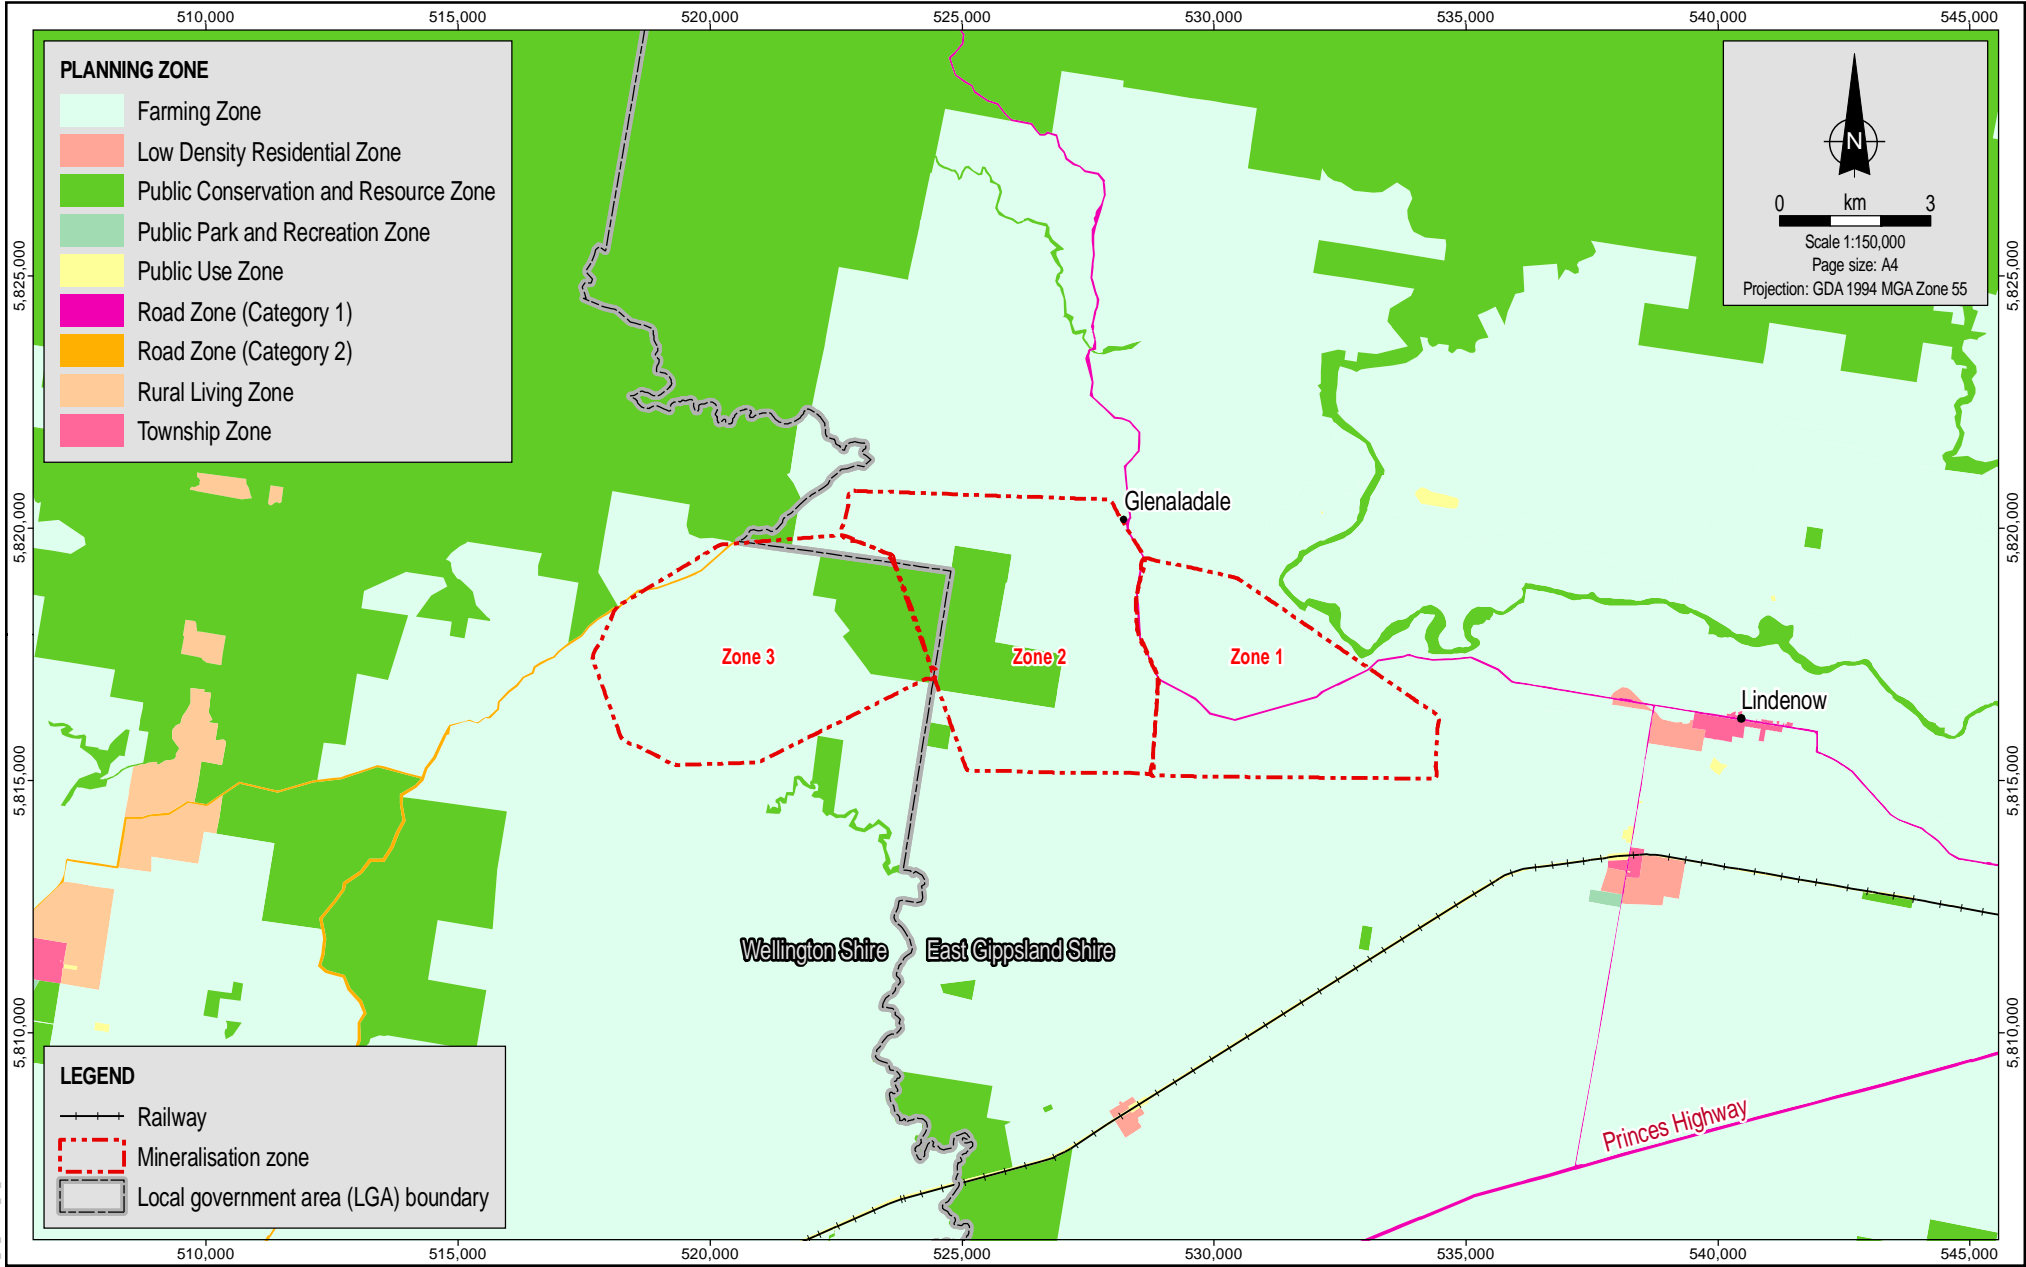 510,000
515,000
520,000
525,000
530,000
535,000
540,000
545,000
PLANNING ZONE
Farming Zone
Low Density Residential Zone
Public Conservation and Resource Zone
Public Park and Recreation Zone
Public Use Zone
Road Zone (Category 1)
Road Zone (Category 2)
Rural Living Zone
Township Zone
N
0 km 3
Scale 1:150,000
Page size: A4
Projection: GDA 1994 MGA Zone 55
5,825,000
5,825,000
5,820,000
5,820,000
Glenaladale
Zone 3
Zone 2
Zone 1
Lindenow
5,815,000
5,815,000
Wellington Shire
East Gippsland Shire
5,810,000
5,810,000
Princes Highway
LEGEND
Railway
Mineralisation zone
Local government area (LGA) boundary
510,000
515,000
520,000
525,000
530,000
535,000
540,000
545,000